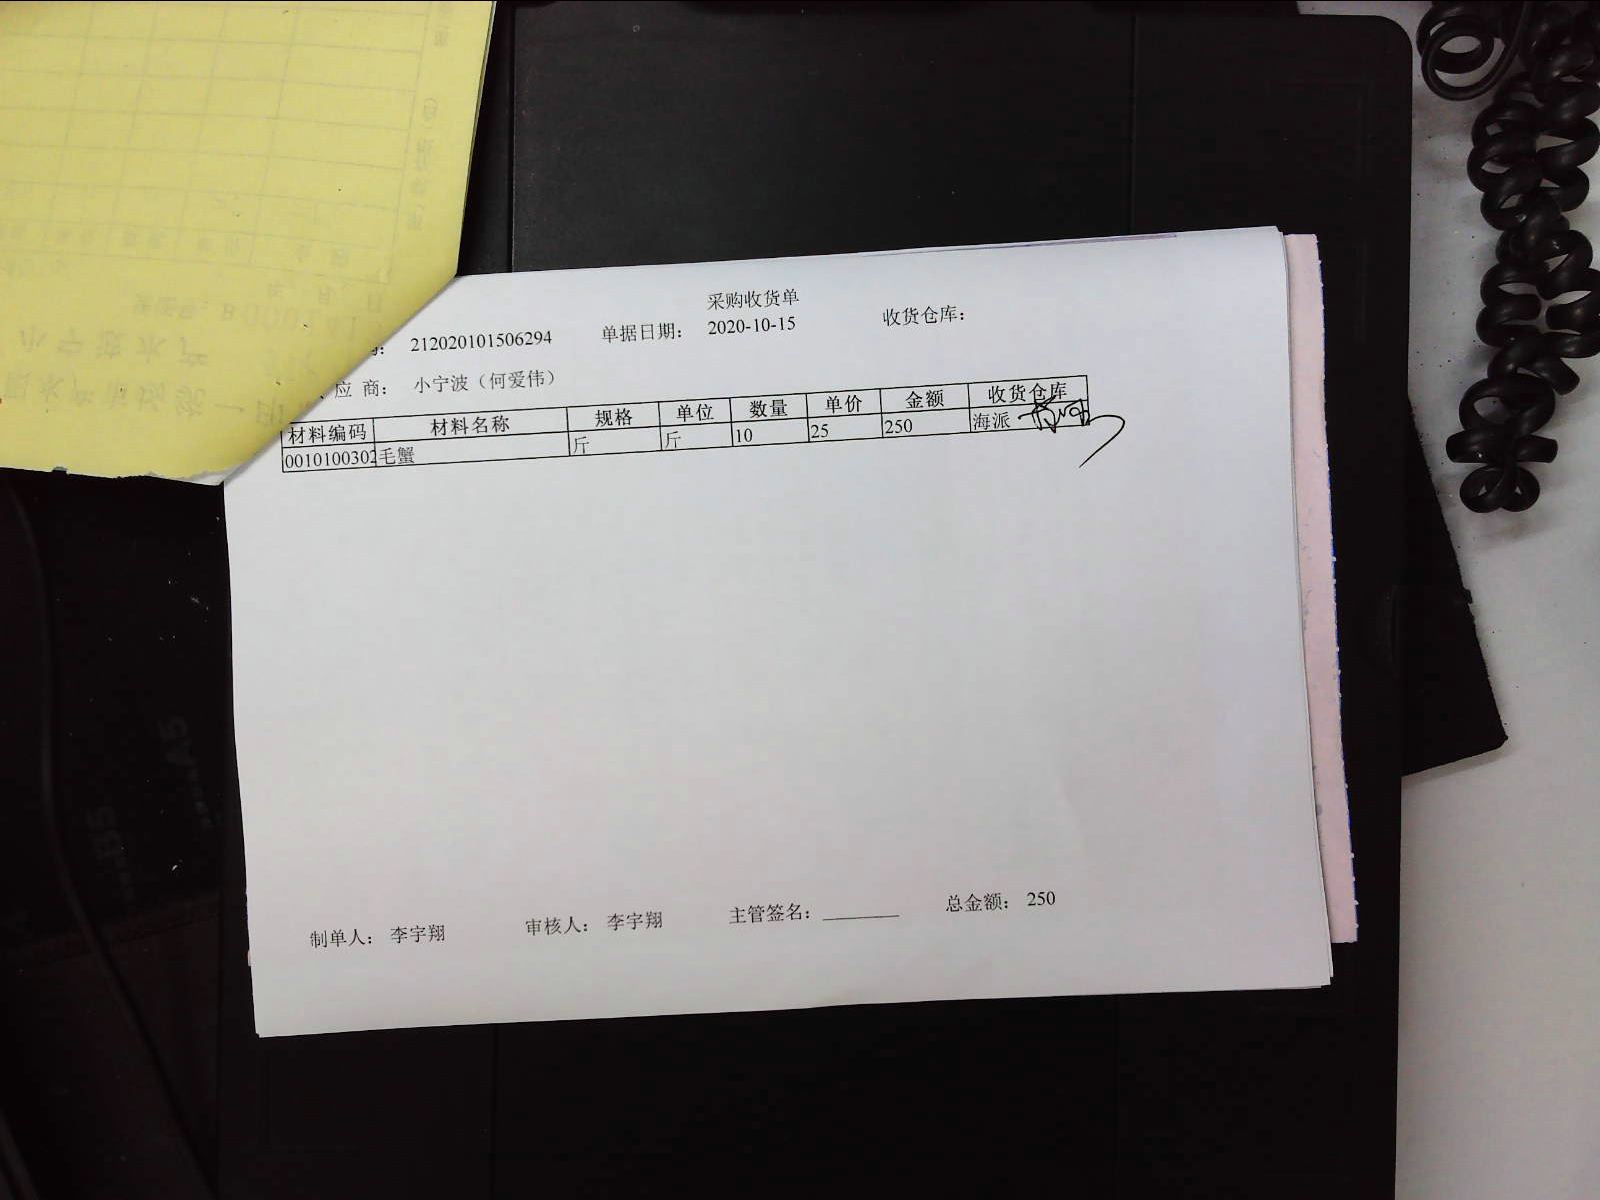 采购收货单
212020101506294 单据日期： 2020-10-15 收货仓库：
应 商： 小宁波（何爱伟）
材料编码 材料名称 规格 单位 数量 单价 金额 收货仓库
0010100302 毛蟹 斤 斤 10 25 250 海派
制单人： 李宇翔 审核人： 李宇翔 主管签名： 总金额： 250